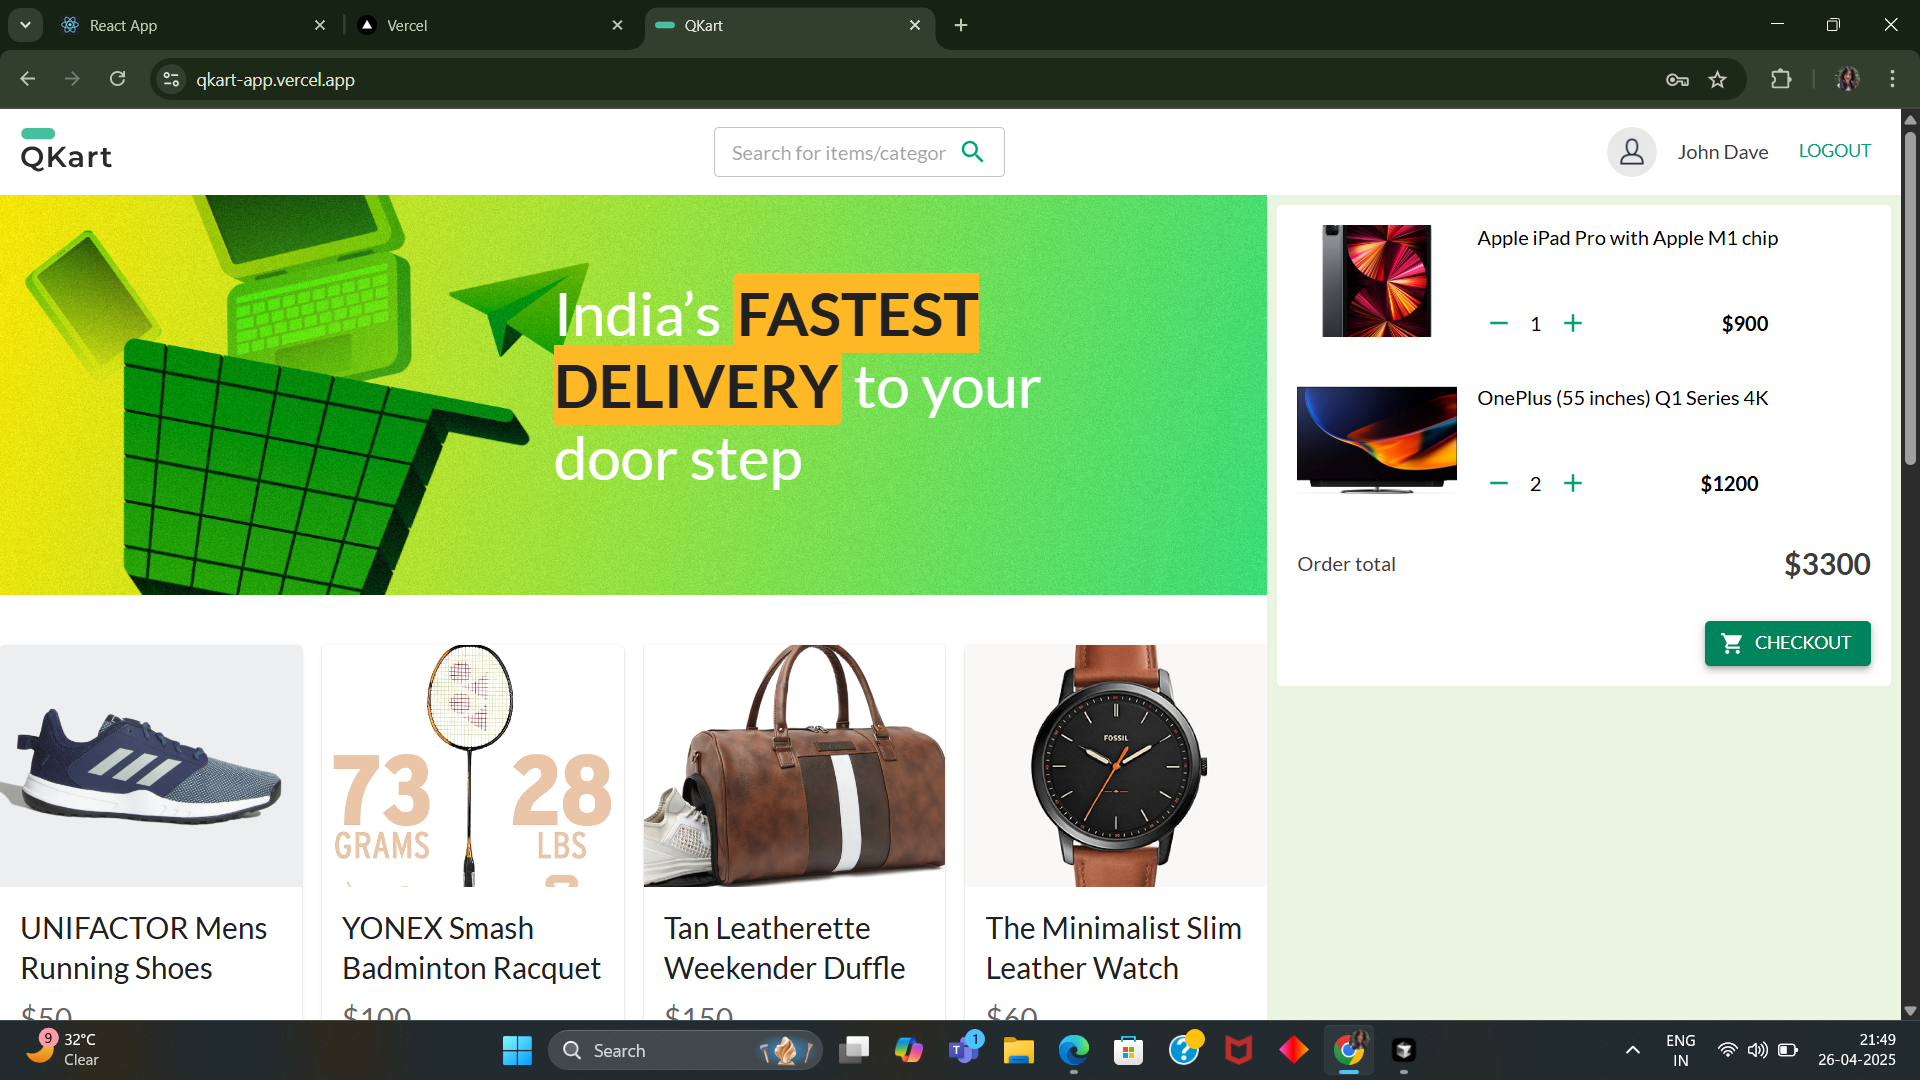 React App
Vercel
QKart
qkart-app.vercel.app
QKart
Search for items/categor
John Dave
LOGOUT
India’s FASTEST
DELIVERY to your
door step
Apple iPad Pro with Apple M1 chip
1
$900
OnePlus (55 inches) Q1 Series 4K
2
$1200
Order total
$3300
CHECKOUT
73
GRAMS
28
LBS
FOSSIL
UNIFACTOR Mens
Running Shoes
$50
YONEX Smash
Badminton Racquet
$100
Tan Leatherette
Weekender Duffle
$150
The Minimalist Slim
Leather Watch
$60
9
32°C
Clear
Search
1
ENG
IN
21:49
26-04-2025